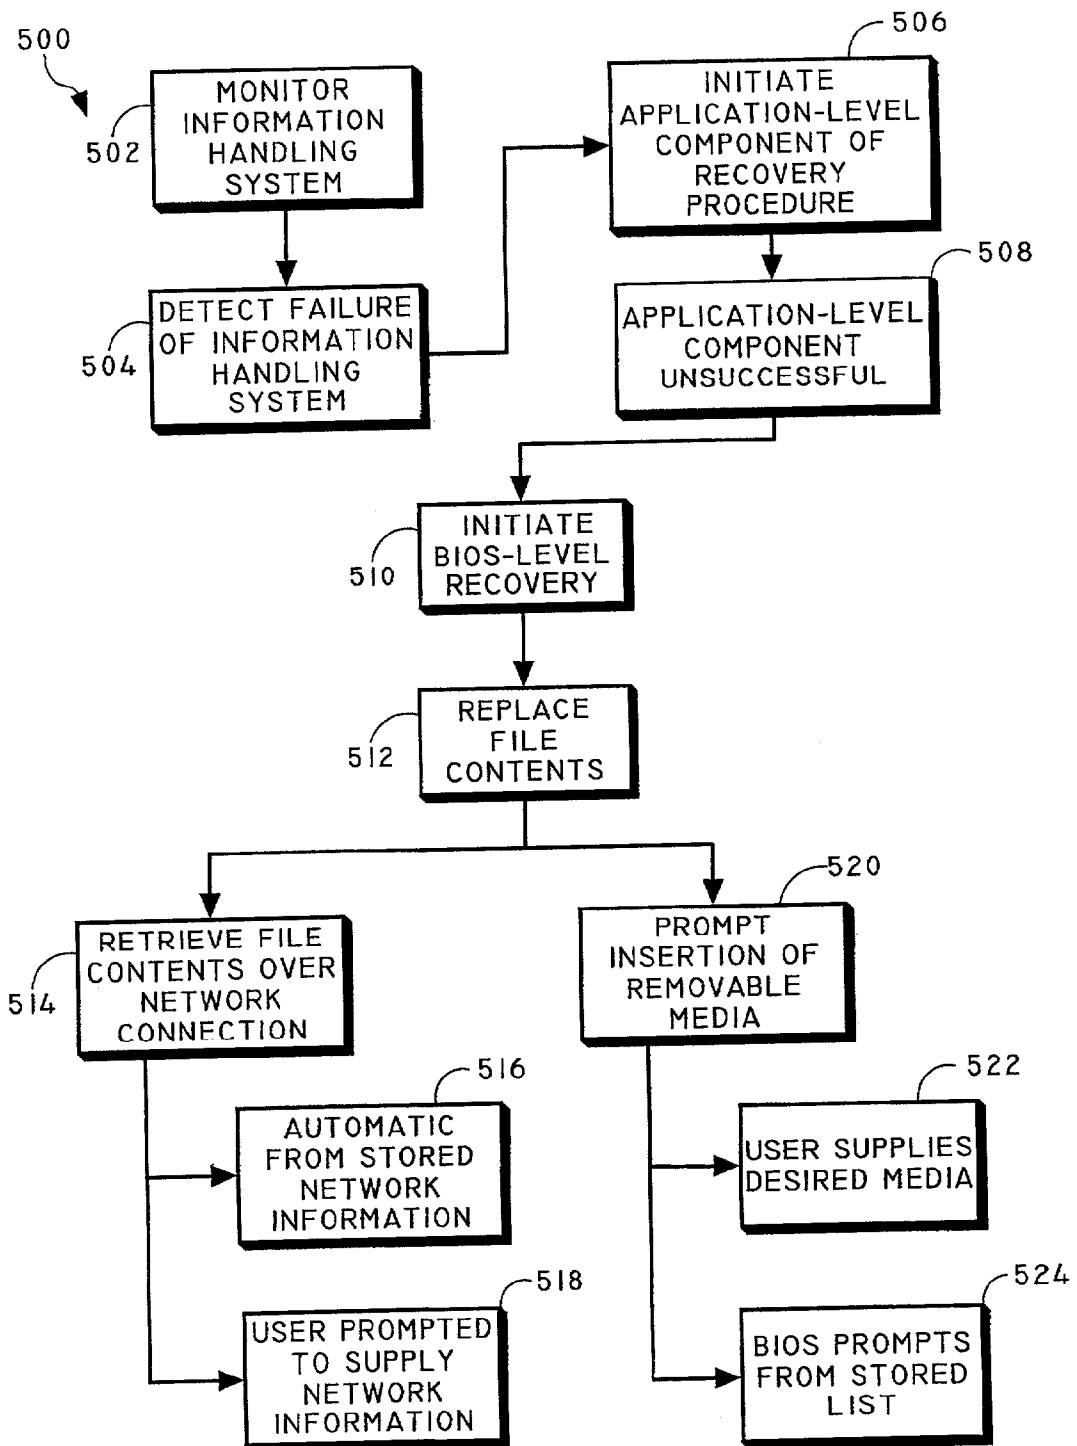 500
502
MONITOR
INFORMATION
HANDLING
SYSTEM
504
DETECT FAILURE
OF INFORMATION
HANDLING
SYSTEM
506
INITIATE
APPLICATION-LEVEL
COMPONENT OF
RECOVERY
PROCEDURE
508
APPLICATION-LEVEL
COMPONENT
UNSUCCESSFUL
510
INITIATE
BIOS-LEVEL
RECOVERY
512
REPLACE
FILE
CONTENTS
514
RETRIEVE FILE
CONTENTS OVER
NETWORK
CONNECTION
516
AUTOMATIC
FROM STORED
NETWORK
INFORMATION
518
USER PROMPTED
TO SUPPLY
NETWORK
INFORMATION
520
PROMPT
INSERTION OF
REMOVABLE
MEDIA
522
USER SUPPLIES
DESIRED MEDIA
524
BIOS PROMPTS
FROM STORED
LIST